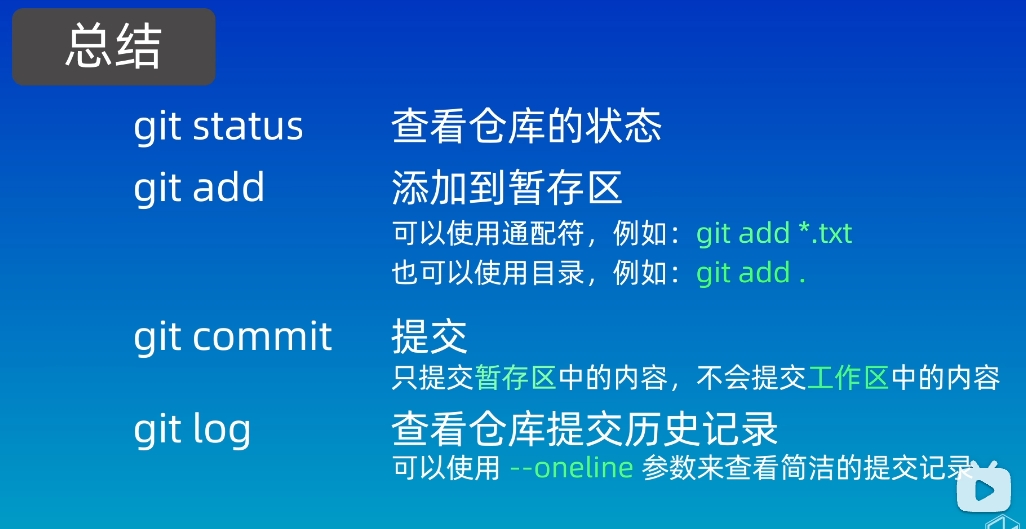 总结
git status 查看仓库的状态
git add 添加到暂存区
可以使用通配符，例如：git add *.txt
也可以使用目录，例如：git add .
git commit 提交
只提交暂存区中的内容，不会提交工作区中的内容
git log 查看仓库提交历史记录
可以使用 --oneline 参数来查看简洁的提交记录